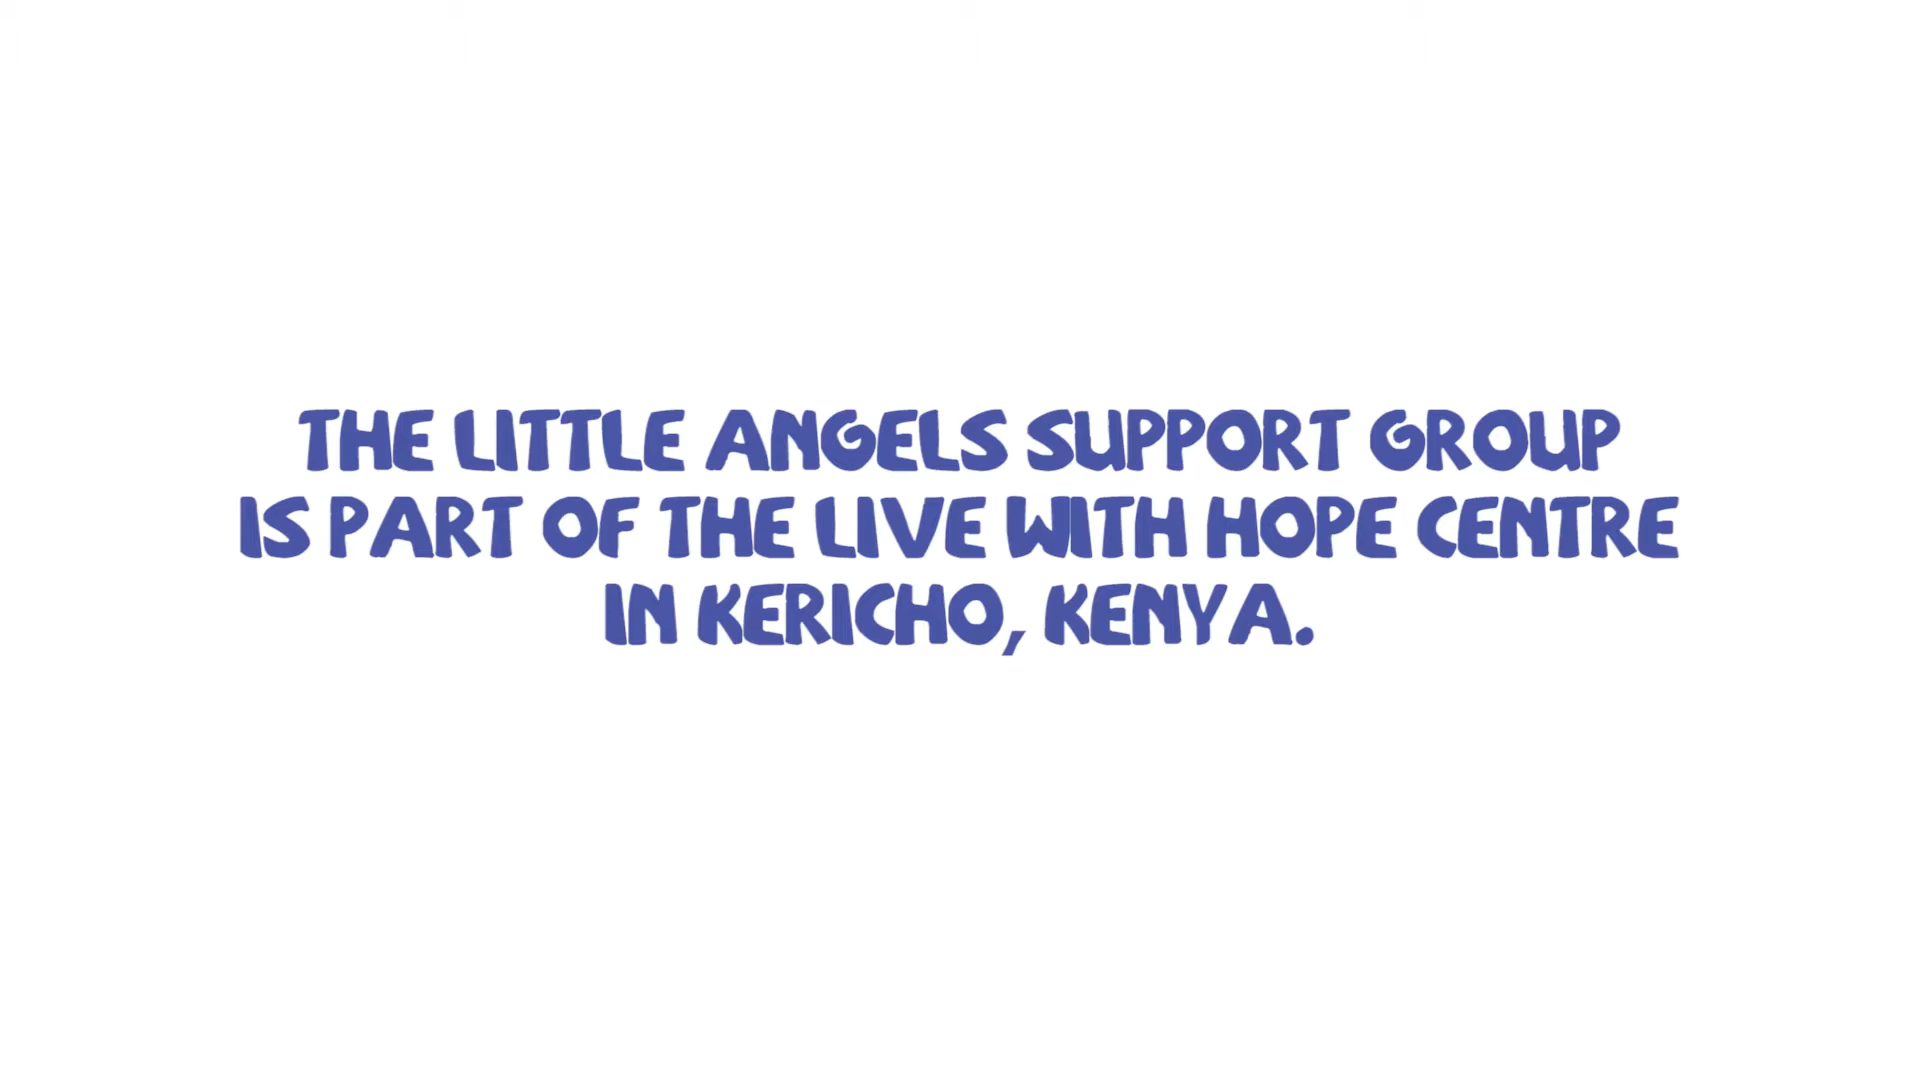 THE LITTLE ANGELS SUPPORT GROUP
IS PART OF THE LIVE WITH HOPE CENTRE
IN KERICHO, KENYA.